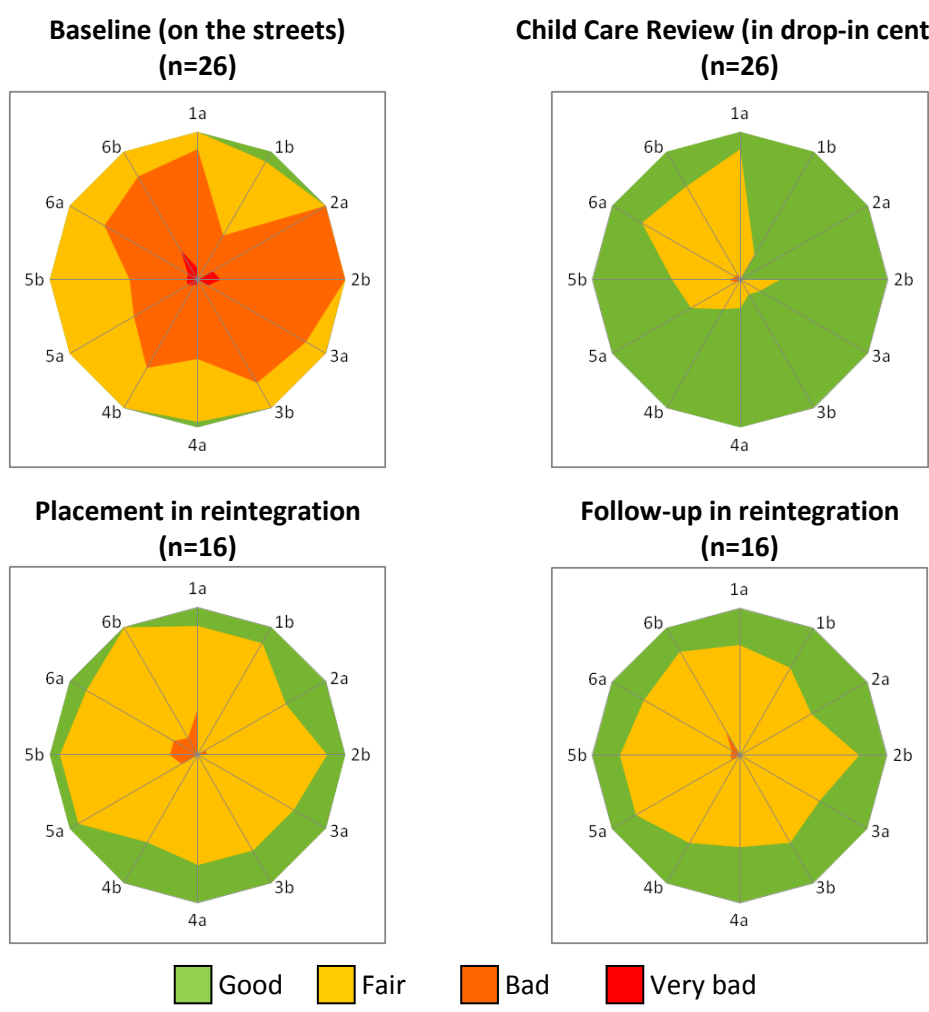 Baseline (on the streets)
(n=26)
Child Care Review (in drop-in cent
(n=26)
1a
1b
2a
2b
3a
3b
4a
4b
5a
5b
6a
6b
1a
1b
2a
2b
3a
3b
4a
4b
5a
5b
6a
6b
Placement in reintegration
(n=16)
Follow-up in reintegration
(n=16)
1a
1b
2a
2b
3a
3b
4a
4b
5a
5b
6a
6b
1a
1b
2a
2b
3a
3b
4a
4b
5a
5b
6a
6b
Good Fair Bad Very bad